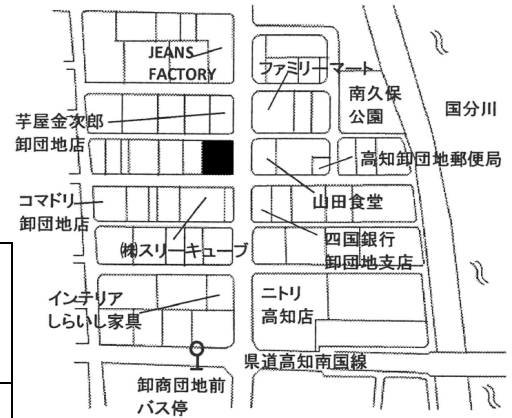 JEANS
FACTORY
ファミリーマート
南久保
公園
国分川
芋屋金次郎
卸団地店
高知卸団地郵便局
コマドリ
卸団地店
山田食堂
㈱スリーキューブ
四国銀行
卸団地支店
インテリア
しらいし家具
ニトリ
高知店
県道高知南国線
卸商団地前
バス停